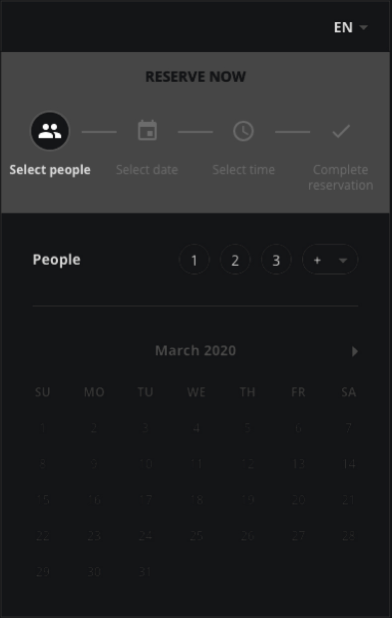 EN
RESERVE NOW
Select people Select date Select time Complete
reservation
People 1 2 3 +
March 2020
SU MO TU WE TH FR SA
1 2 3 4 5 6 7
8 9 10 11 12 13 14
15 16 17 18 19 20 21
22 23 24 25 26 27 28
29 30 31